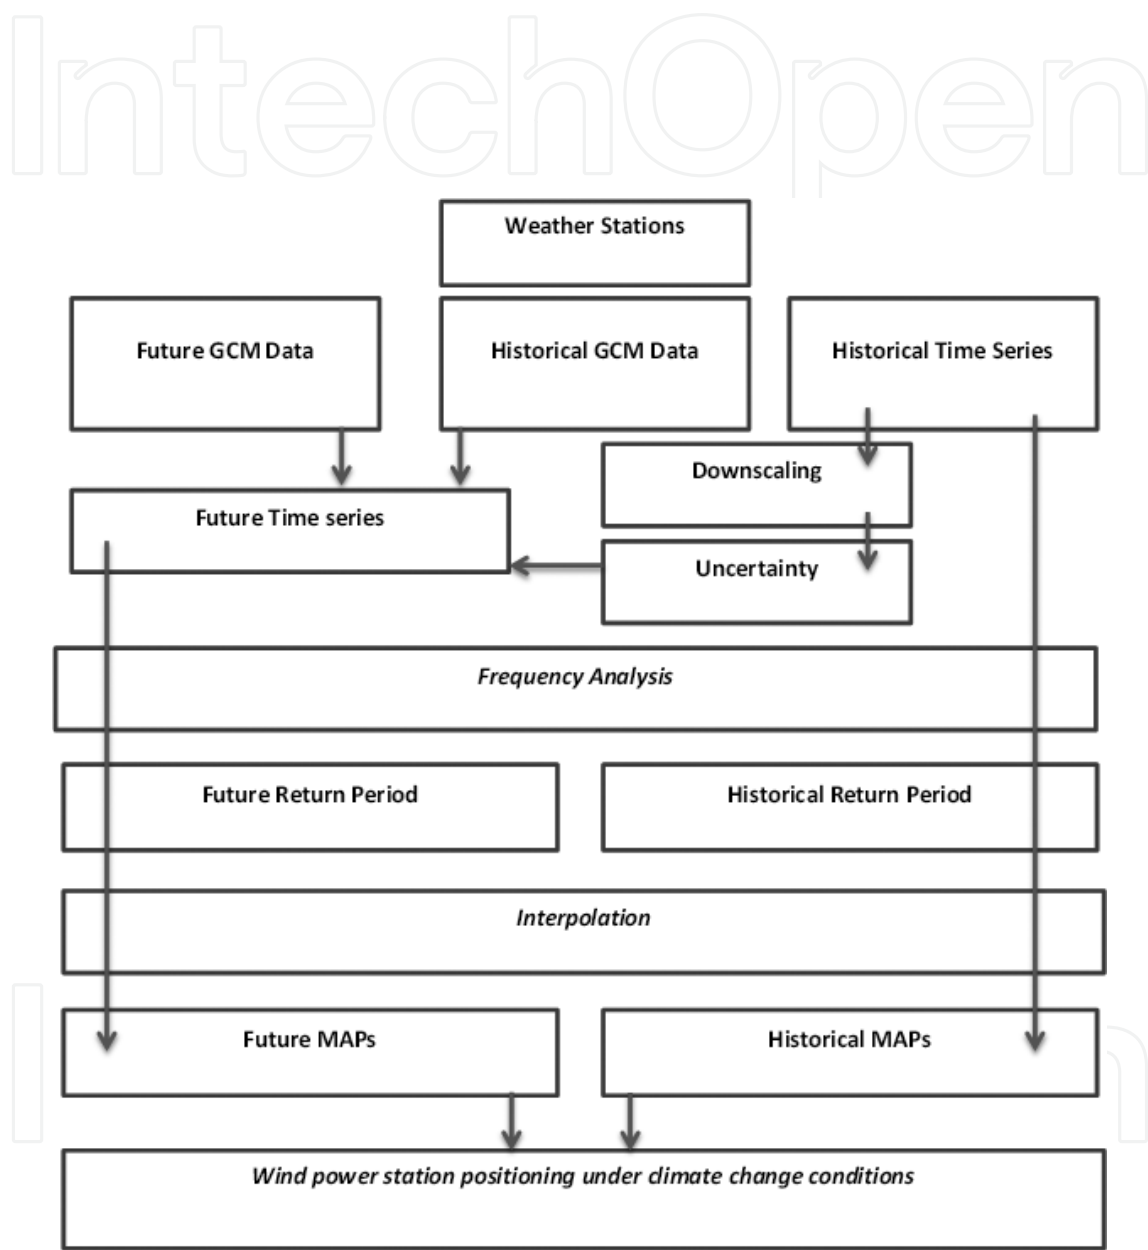 IntechOpen
Weather Stations
Future GCM Data
Historical GCM Data
Historical Time Series
Downscaling
Future Time series
Uncertainty
Frequency Analysis
Future Return Period
Historical Return Period
Interpolation
Future MAPs
Historical MAPs
Wind power station positioning under climate change conditions